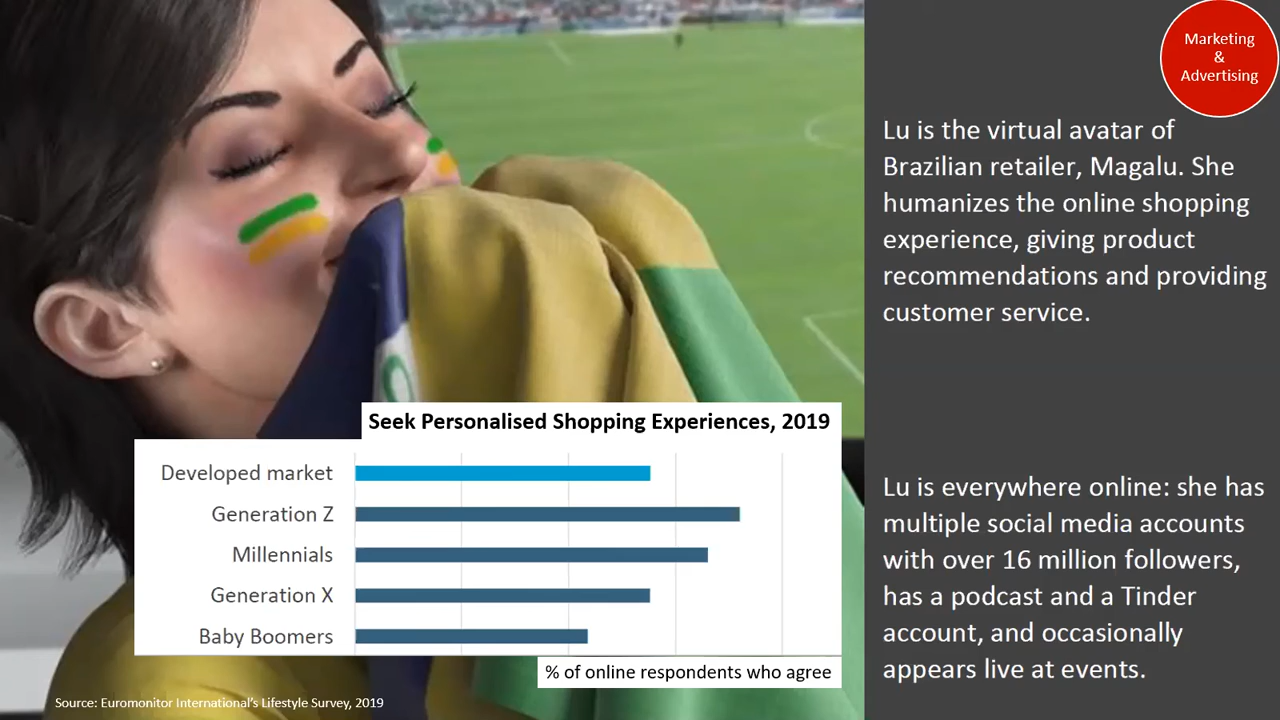 Marketing
&
Advertising
Lu is the virtual avatar of
Brazilian retailer, Magalu. She
humanizes the online shopping
experience, giving product
recommendations and providing
customer service.
Lu is everywhere online: she has
multiple social media accounts
with over 16 million followers,
has a podcast and a Tinder
account, and occasionally
appears live at events.
Seek Personalised Shopping Experiences, 2019
Developed market
Generation Z
Millennials
Generation X
Baby Boomers
% of online respondents who agree
Source: Euromonitor International's Lifestyle Survey, 2019